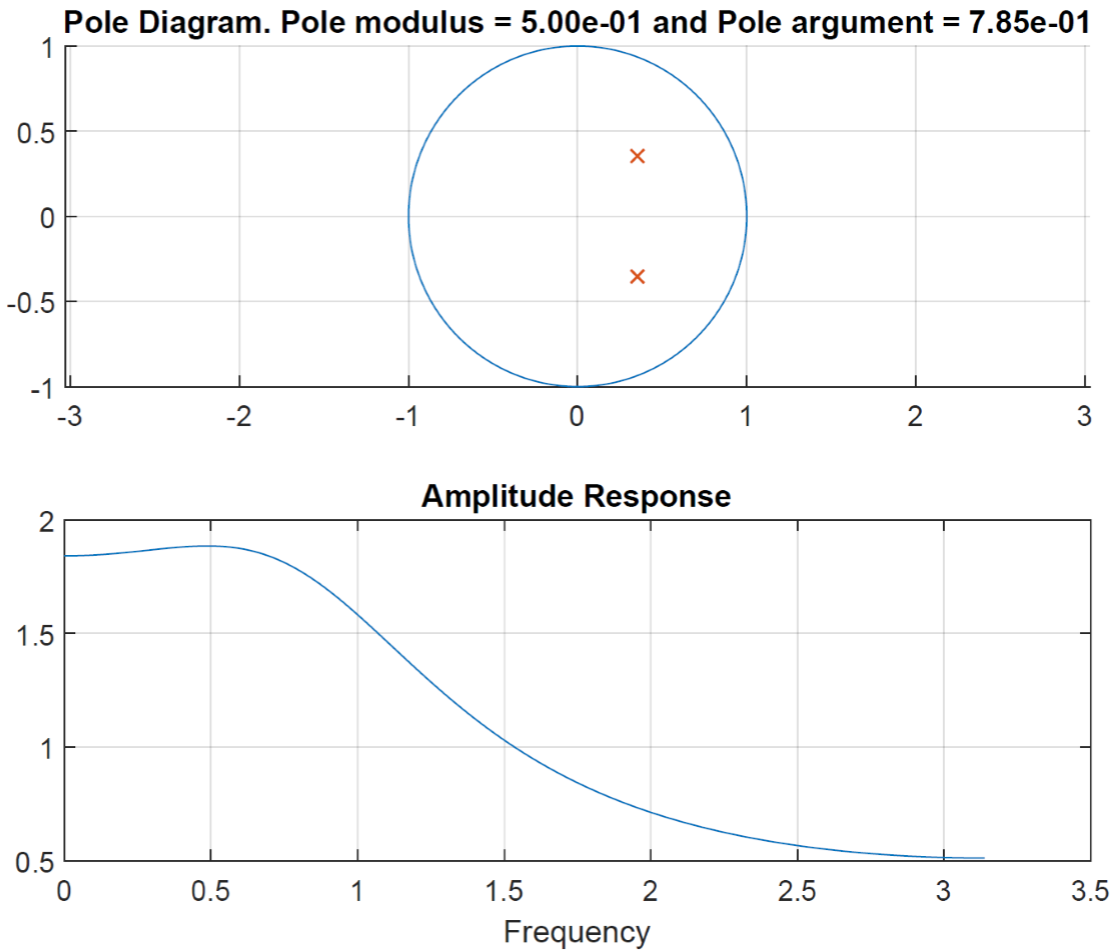 Pole Diagram. Pole modulus = 5.00e-01 and Pole argument = 7.85e-01
1
0.5
0
-0.5
-1
-3 -2 -1 0 1 2 3
Amplitude Response
2
1.5
1
0.5
0 0.5 1 1.5 2 2.5 3 3.5
Frequency